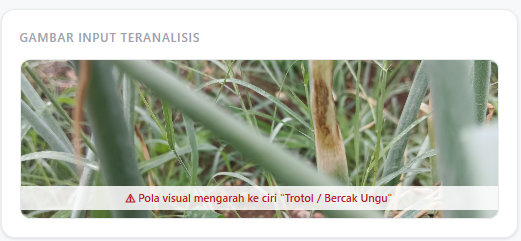 GAMBAR INPUT TERANALISIS
⚠ Pola visual mengarah ke ciri "Trotol / Bercak Ungu"